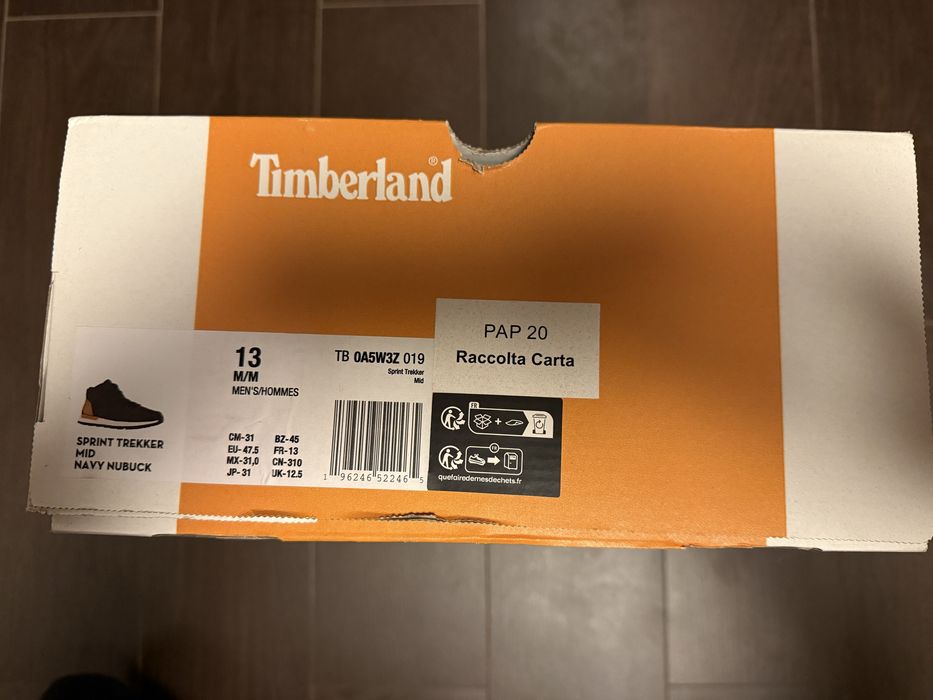 Timberland®
PAP 20
Raccolta Carta
13
M/M
MEN'S/HOMMES
TB 0A5W3Z 019
Sprint Trekker
Mid
SPRINT TREKKER
MID
NAVY NUBUCK
CM-31 BZ-45
EU-47.5 FR-13
MX-31,0 CN-310
JP-31 UK-12.5
1 96246 52246 5
FR
+
FR
quefairedemesdechets.fr